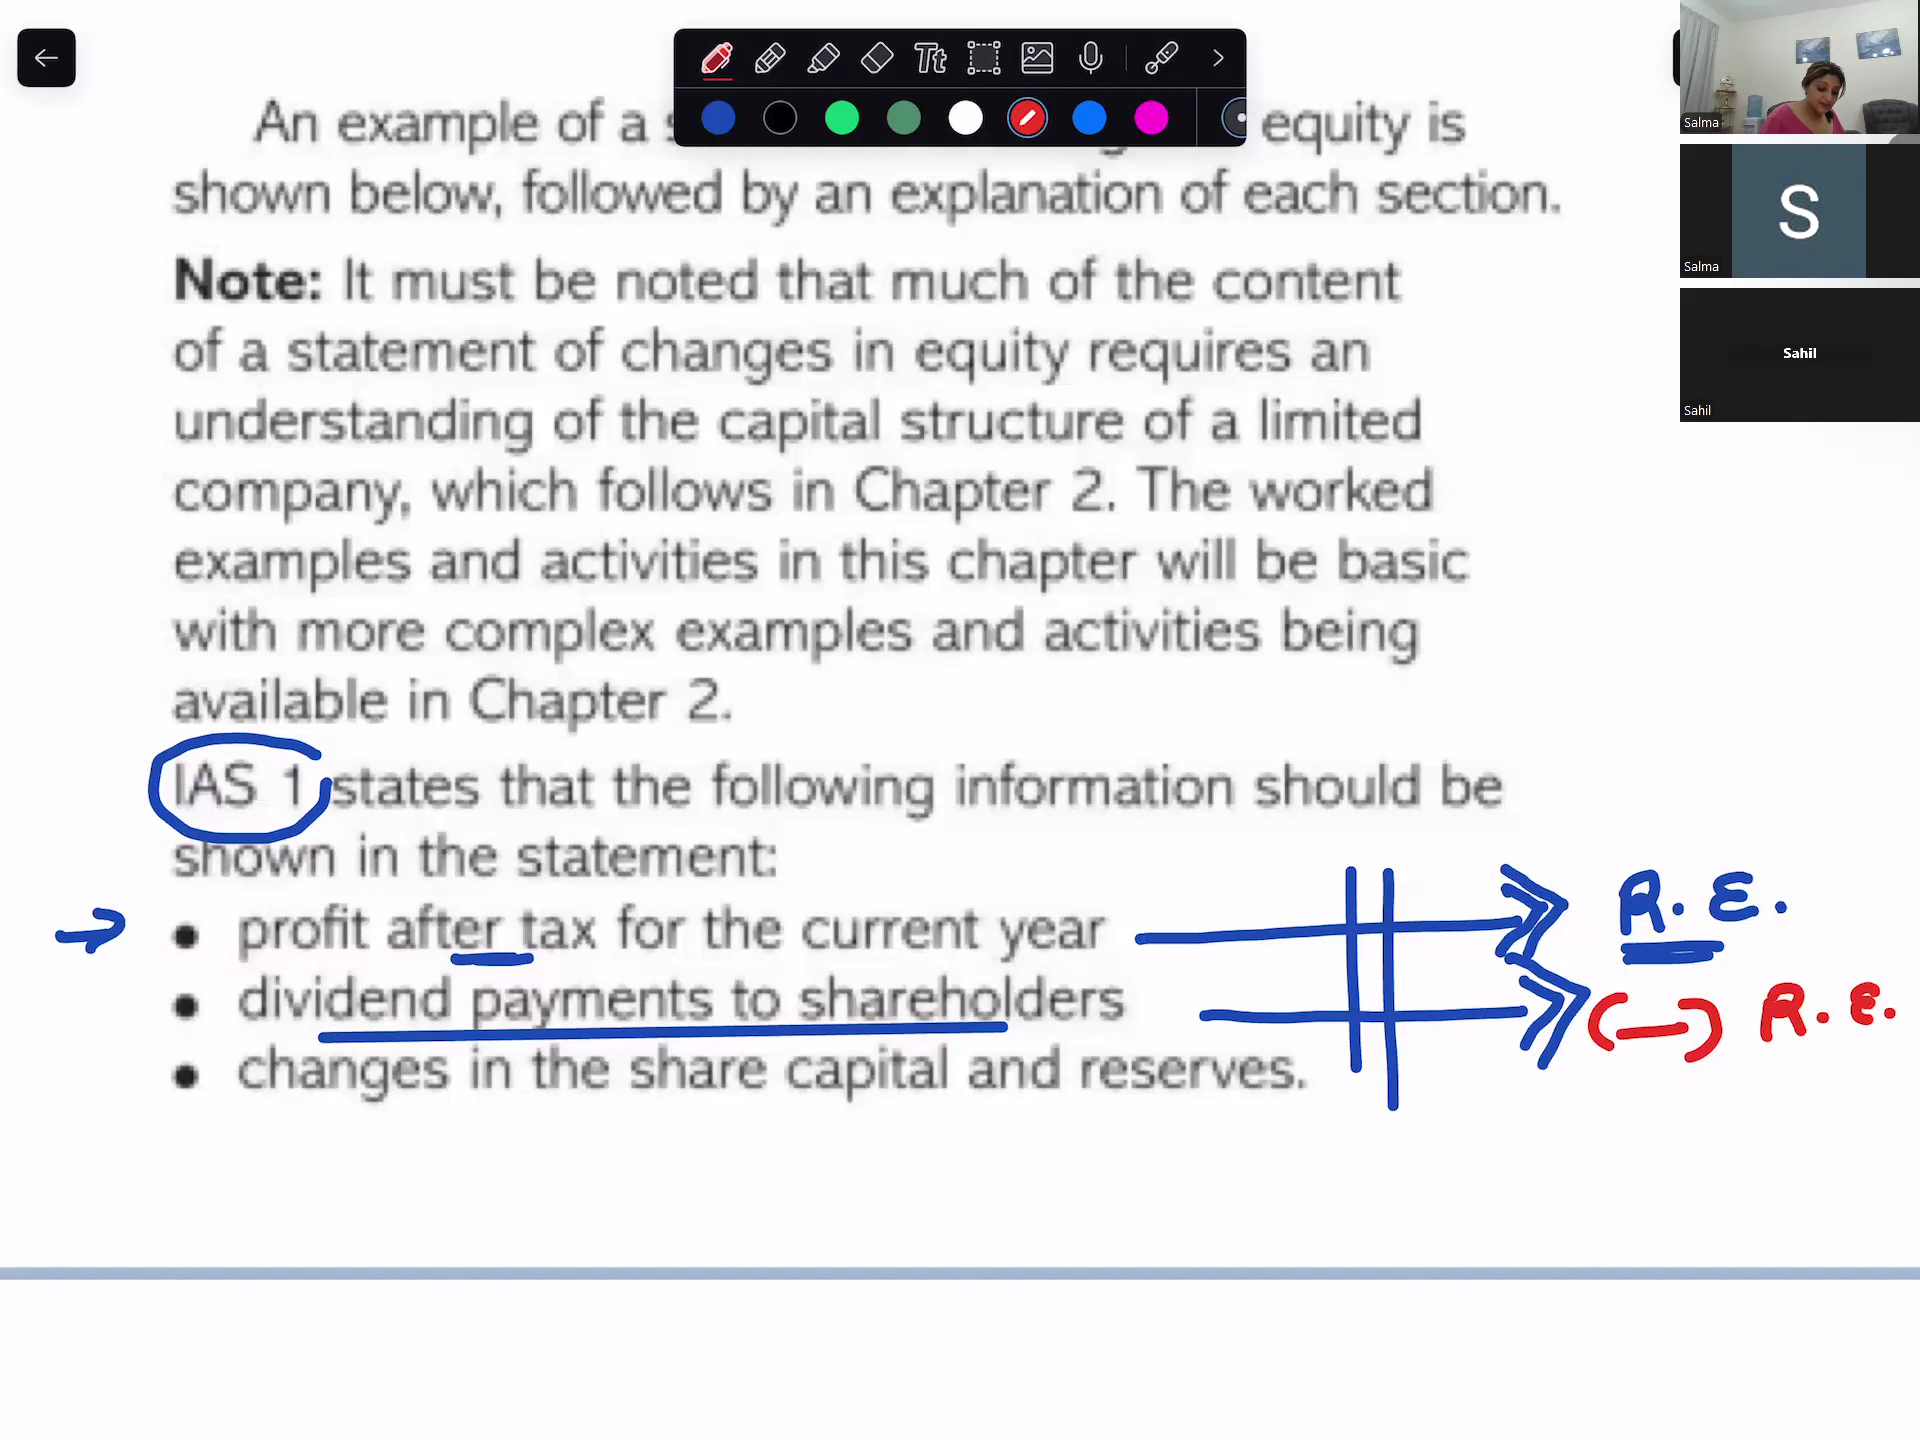 Tt
An example of a s
equity is
shown below, followed by an explanation of each section.
Note: It must be noted that much of the content
of a statement of changes in equity requires an
understanding of the capital structure of a limited
company, which follows in Chapter 2. The worked
examples and activities in this chapter will be basic
with more complex examples and activities being
available in Chapter 2.
IAS 1 states that the following information should be
shown in the statement:
• profit after tax for the current year
R.E.
• dividend payments to shareholders
(—) R.E.
• changes in the share capital and reserves.
Salma
S
Salma
Sahil
Sahil